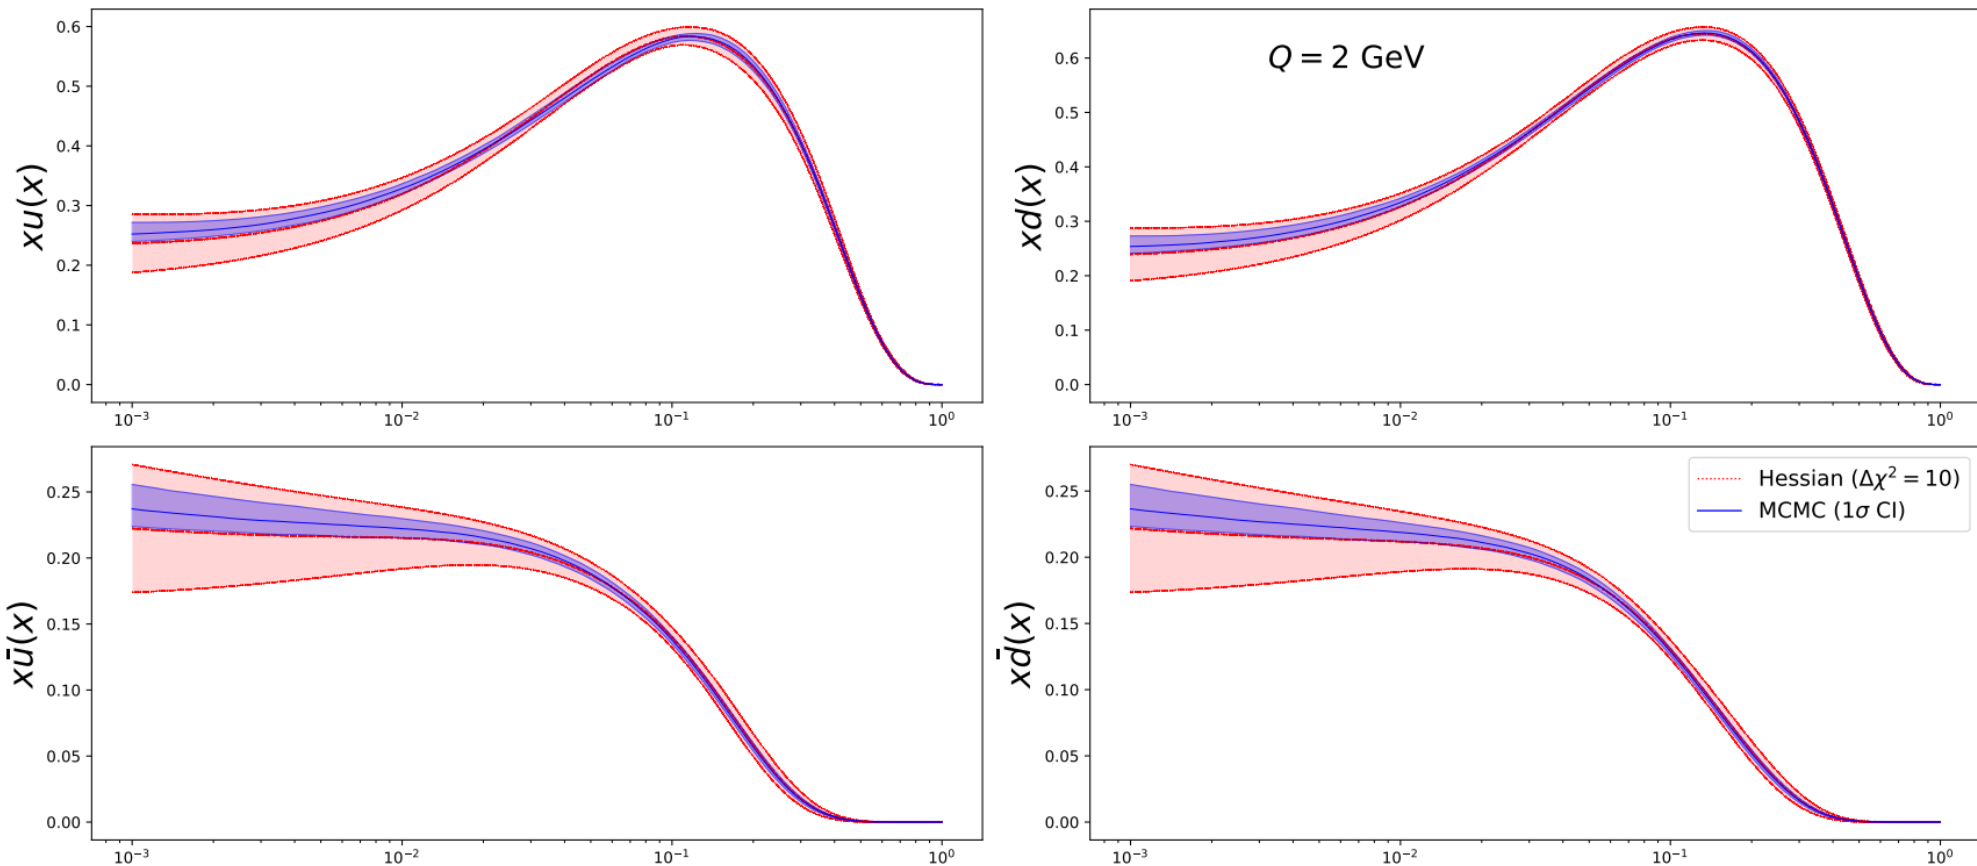 0.6
0.5
0.4
0.3
0.2
0.1
0.0
xu(x)
10⁻³ 10⁻² 10⁻¹ 10⁰
Q = 2 GeV
0.6
0.5
0.4
0.3
0.2
0.1
0.0
xd(x)
10⁻³ 10⁻² 10⁻¹ 10⁰
0.25
0.20
0.15
0.10
0.05
0.00
xū(x)
10⁻³ 10⁻² 10⁻¹ 10⁰
Hessian (Δχ² = 10)
MCMC (1σ CI)
0.25
0.20
0.15
0.10
0.05
0.00
xd̄(x)
10⁻³ 10⁻² 10⁻¹ 10⁰